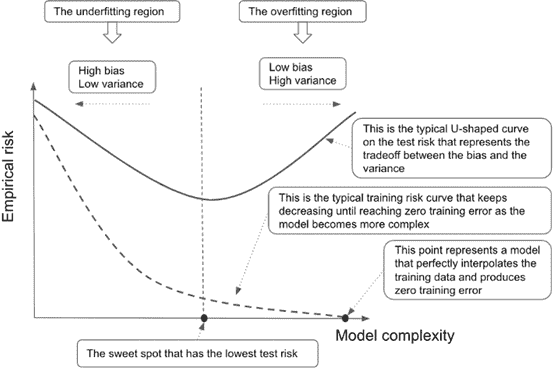 The underfitting region
The overfitting region
High bias
Low variance
Low bias
High variance
This is the typical U-shaped curve
on the test risk that represents the
tradeoff between the bias and the
variance
Empirical risk
This is the typical training risk curve that keeps
decreasing until reaching zero training error as the
model becomes more complex
This point represents a model
that perfectly interpolates the
training data and produces
zero training error
Model complexity
The sweet spot that has the lowest test risk